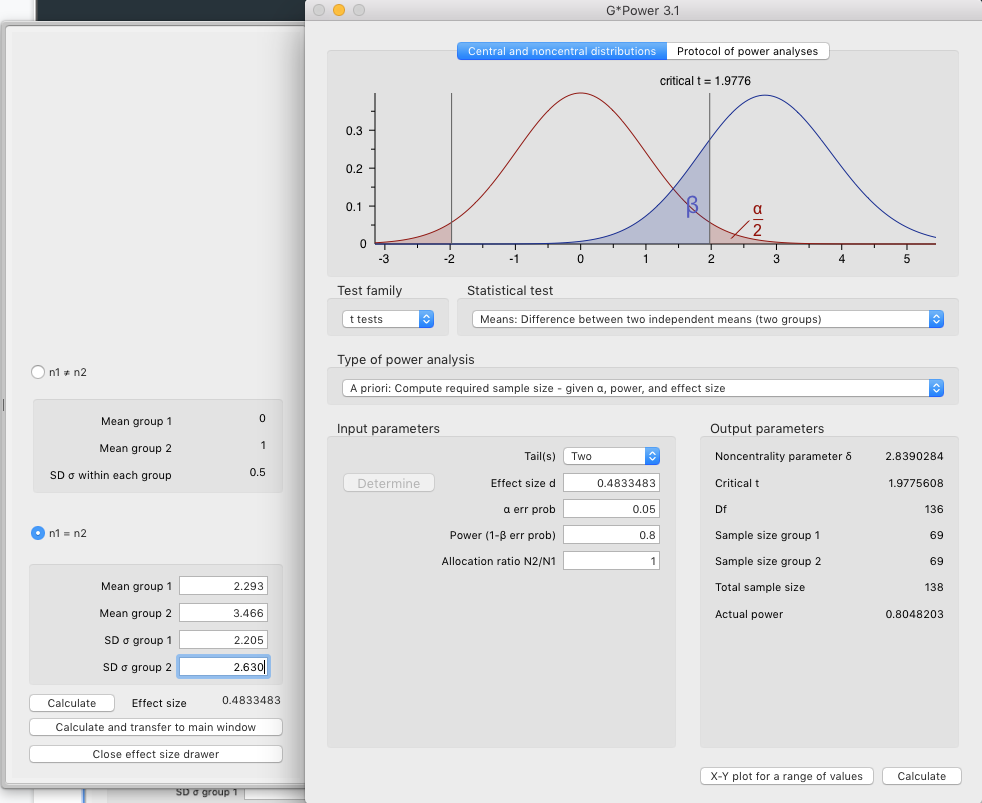 G*Power 3.1
Central and noncentral distributions
Protocol of power analyses
critical t = 1.9776
0.3
0.2
0.1
0
β
α
2
-3 -2 -1 0 1 2 3 4 5
Test family
Statistical test
t tests
Means: Difference between two independent means (two groups)
Type of power analysis
A priori: Compute required sample size - given α, power, and effect size
Input parameters
Tail(s) Two
Determine
Effect size d 0.4833483
α err prob 0.05
Power (1-β err prob) 0.8
Allocation ratio N2/N1 1
Output parameters
Noncentrality parameter δ 2.8390284
Critical t 1.9775608
Df 136
Sample size group 1 69
Sample size group 2 69
Total sample size 138
Actual power 0.8048203
X-Y plot for a range of values
Calculate
n1 ≠ n2
Mean group 1 0
Mean group 2 1
SD σ within each group 0.5
n1 = n2
Mean group 1 2.293
Mean group 2 3.466
SD σ group 1 2.205
SD σ group 2 2.630
Calculate
Effect size 0.4833483
Calculate and transfer to main window
Close effect size drawer
SD σ group 1